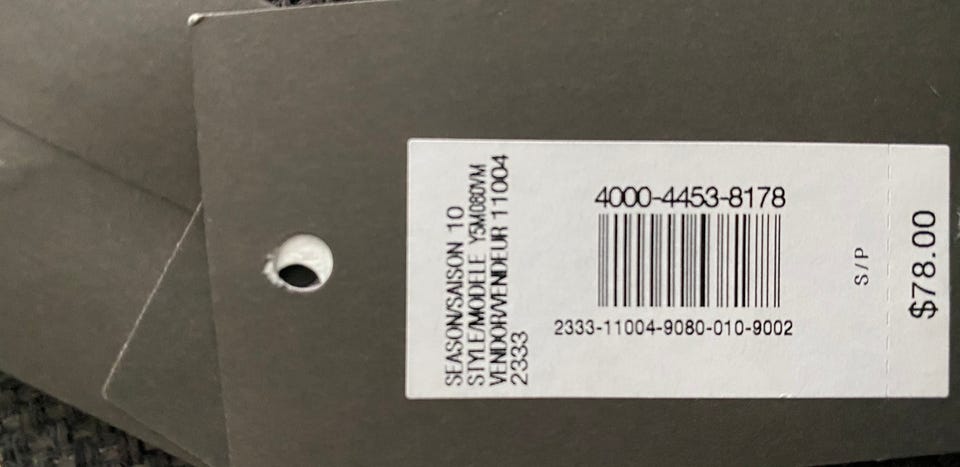 SEASON/SAISON 10
STYLE/MODELE Y5M080VM
VENDOR/VENDEUR 11004
2333
4000-4453-8178
2333-11004-9080-010-9002
S/P
$78.00